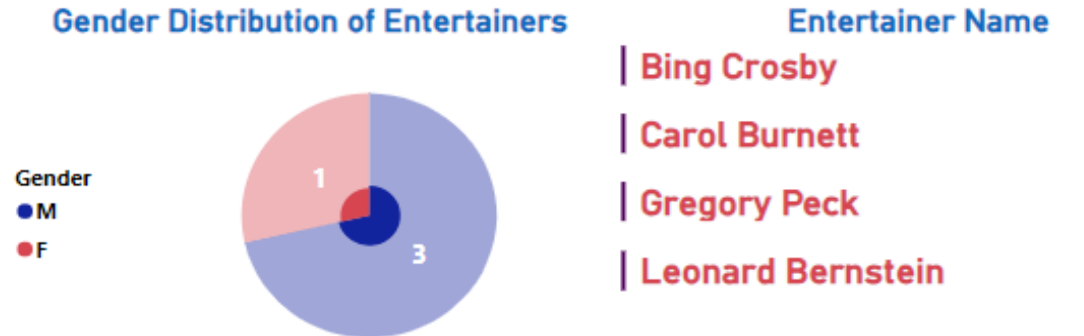 Gender Distribution of Entertainers
Gender
M
F
1
3
Entertainer Name
Bing Crosby
Carol Burnett
Gregory Peck
Leonard Bernstein